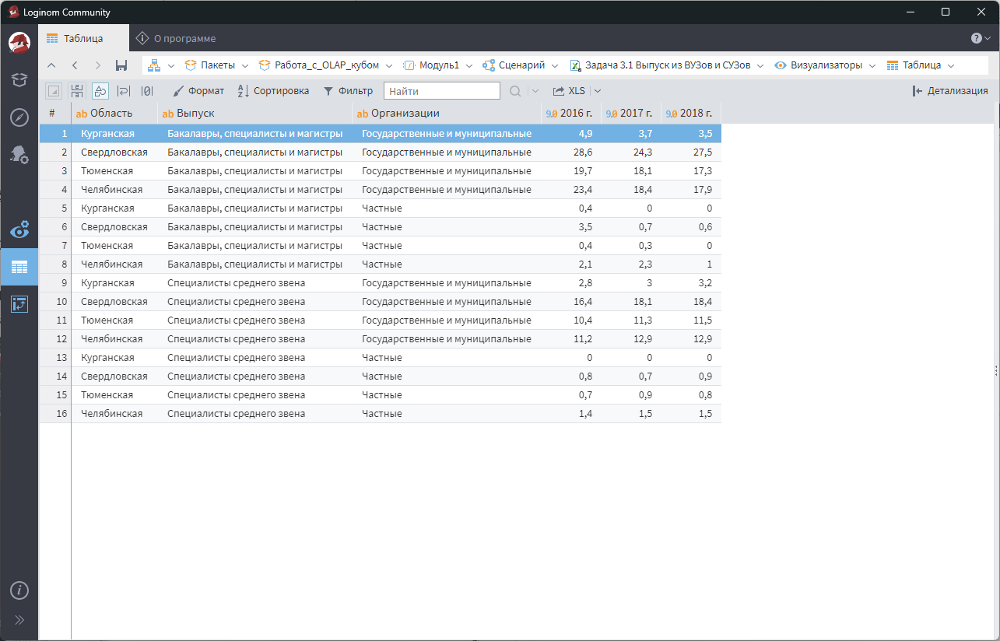 Loginom Community
Таблица О программе
Пакеты Работа_с_OLAP_кубом Модуль1 Сценарий Задача 3.1 Выпуск из ВУЗов и СУЗов Визуализаторы Таблица
Формат Сортировка Фильтр Найти XLS Детализация
# ab Область ab Выпуск ab Организации 9.0 2016 г. 9.0 2017 г. 9.0 2018 г.
1 Курганская Бакалавры, специалисты и магистры Государственные и муниципальные 4,9 3,7 3,5
2 Свердловская Бакалавры, специалисты и магистры Государственные и муниципальные 28,6 24,3 27,5
3 Тюменская Бакалавры, специалисты и магистры Государственные и муниципальные 19,7 18,1 17,3
4 Челябинская Бакалавры, специалисты и магистры Государственные и муниципальные 23,4 18,4 17,9
5 Курганская Бакалавры, специалисты и магистры Частные 0,4 0 0
6 Свердловская Бакалавры, специалисты и магистры Частные 3,5 0,7 0,6
7 Тюменская Бакалавры, специалисты и магистры Частные 0,4 0,3 0
8 Челябинская Бакалавры, специалисты и магистры Частные 2,1 2,3 1
9 Курганская Специалисты среднего звена Государственные и муниципальные 2,8 3 3,2
10 Свердловская Специалисты среднего звена Государственные и муниципальные 16,4 18,1 18,4
11 Тюменская Специалисты среднего звена Государственные и муниципальные 10,4 11,3 11,5
12 Челябинская Специалисты среднего звена Государственные и муниципальные 11,2 12,9 12,9
13 Курганская Специалисты среднего звена Частные 0 0 0
14 Свердловская Специалисты среднего звена Частные 0,8 0,7 0,9
15 Тюменская Специалисты среднего звена Частные 0,7 0,9 0,8
16 Челябинская Специалисты среднего звена Частные 1,4 1,5 1,5